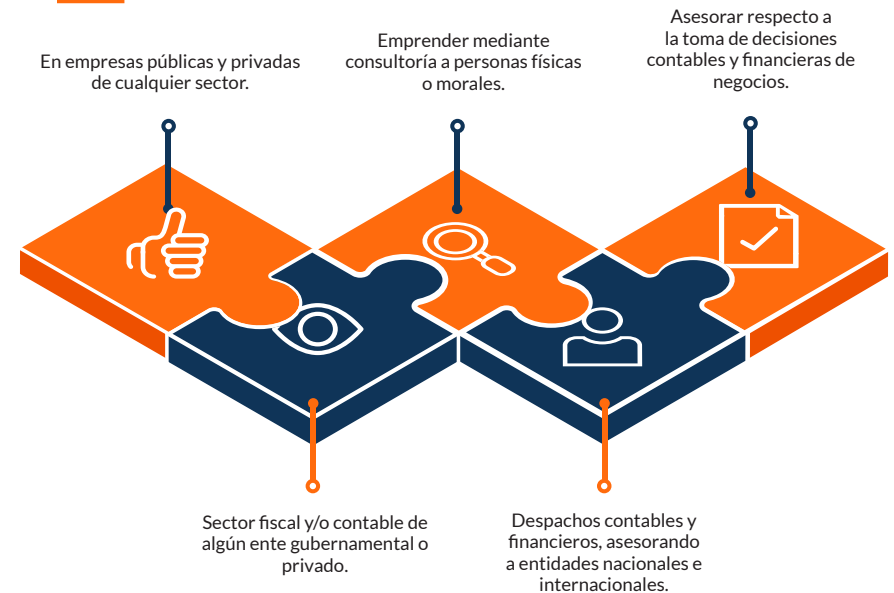 En empresas públicas y privadas
de cualquier sector.
Emprender mediante
consultoría a personas físicas
o morales.
Asesorar respecto a
la toma de decisiones
contables y financieras de
negocios.
Sector fiscal y/o contable de
algún ente gubernamental o
privado.
Despachos contables y
financieros, asesorando
a entidades nacionales e
internacionales.